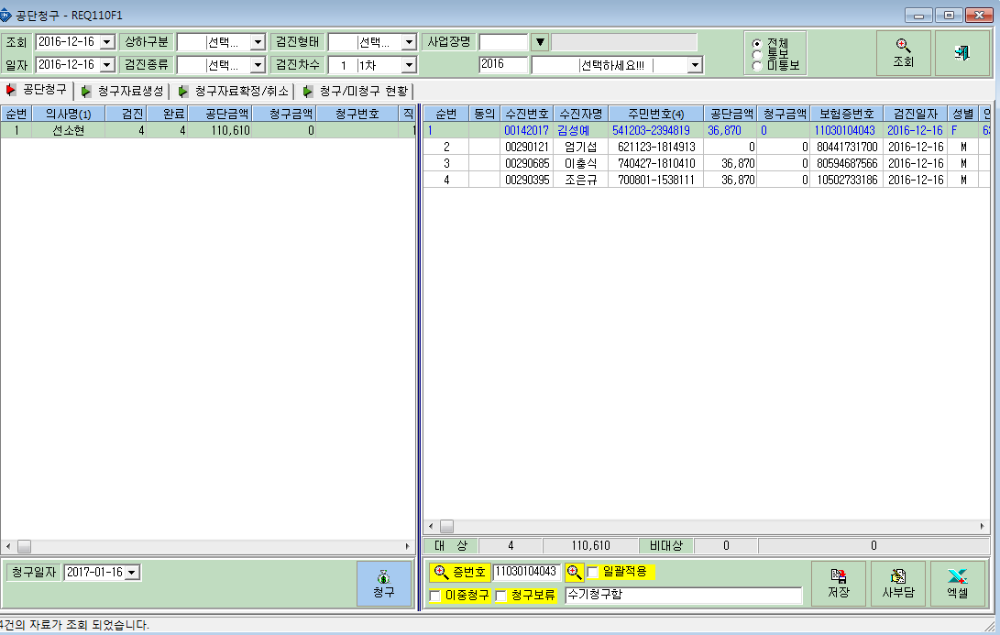 공단청구 - REQ110F1
조회 2016-12-16 상하구분 선택... 검진형태 선택... 사업장명 ▼ 전체
통보
일자 2016-12-16 검진종류 선택... 검진차수 1 1차 2016 선택하세요!!! 미통보
조회
공단청구 청구자료생성 청구자료확정/취소 청구/미청구 현황
순번 의사명(1) 검진 완료 공단금액 청구금액 청구번호 직
1 선소현 4 4 110,610 0 1
순번 동의 수진번호 수진자명 주민번호(4) 공단금액 청구금액 보험증번호 검진일자 성별
1 00142017 김성예 541203-2394819 36,870 0 11030104043 2016-12-16 F
2 00290121 엄기섭 621123-1814913 0 0 80441731700 2016-12-16 M
3 00290685 이홍식 740427-1810410 36,870 0 80594687566 2016-12-16 M
4 00290395 조은규 700801-1538111 36,870 0 10502733186 2016-12-16 M
대 상 4 110,610 비대상 0 0
청구일자 2017-01-16 청구
증번호 11030104043 일괄적용
이중청구 청구보류 수기청구함
저장 사부담 엑셀
4건의 자료가 조회 되었습니다.